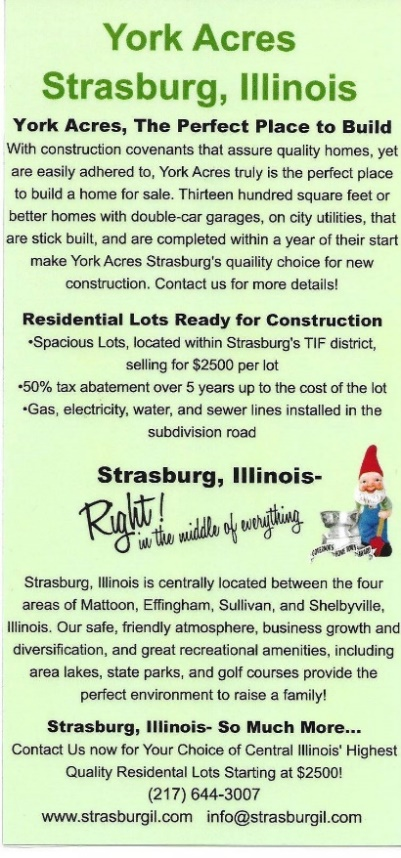 York Acres
Strasburg, Illinois
York Acres, The Perfect Place to Build
With construction covenants that assure quality homes, yet
are easily adhered to, York Acres truly is the perfect place
to build a home for sale. Thirteen hundred square feet or
better homes with double-car garages, on city utilities, that
are stick built, and are completed within a year of their start
make York Acres Strasburg's quaility choice for new
construction. Contact us for more details!
Residential Lots Ready for Construction
•Spacious Lots, located within Strasburg's TIF district,
selling for $2500 per lot
•50% tax abatement over 5 years up to the cost of the lot
•Gas, electricity, water, and sewer lines installed in the
subdivision road
Strasburg, Illinois-
Right!
in the middle of everything
GOVERNOR'S HOME TOWN AWARD
Strasburg, Illinois is centrally located between the four
areas of Mattoon, Effingham, Sullivan, and Shelbyville,
Illinois. Our safe, friendly atmosphere, business growth and
diversification, and great recreational amenities, including
area lakes, state parks, and golf courses provide the
perfect environment to raise a family!
Strasburg, Illinois- So Much More...
Contact Us now for Your Choice of Central Illinois' Highest
Quality Residental Lots Starting at $2500!
(217) 644-3007
www.strasburgil.com info@strasburgil.com